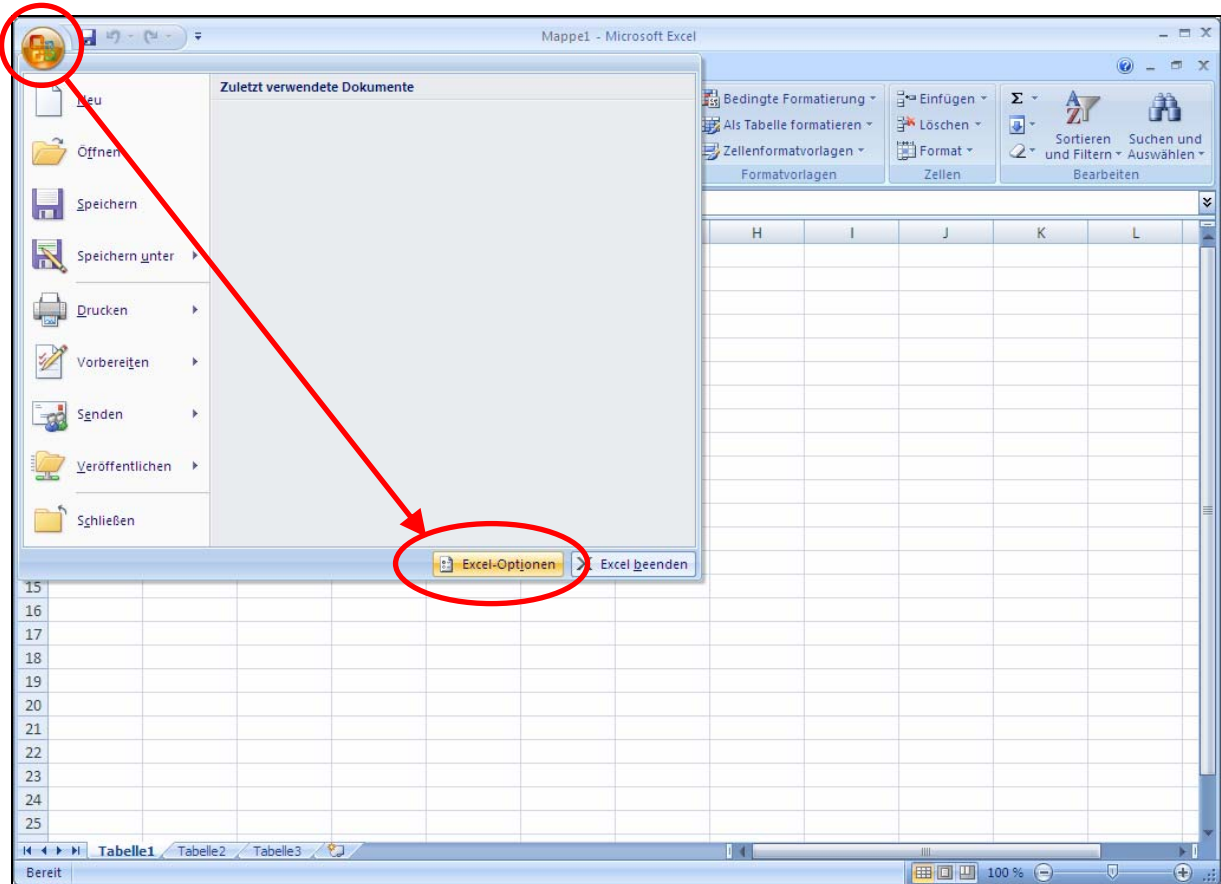 Mappe1 - Microsoft Excel
Neu
Öffnen
Speichern
Speichern unter
Drucken
Vorbereiten
Senden
Veröffentlichen
Schließen
Zuletzt verwendete Dokumente
Excel-Optionen
Excel beenden
Bedingte Formatierung
Als Tabelle formatieren
Zellenformatvorlagen
Formatvorlagen
Einfügen
Löschen
Format
Zellen
Σ
Sortieren und Filtern
Suchen und Auswählen
Bearbeiten
H I J K L
15
16
17
18
19
20
21
22
23
24
25
Tabelle1 Tabelle2 Tabelle3
Bereit
100 %